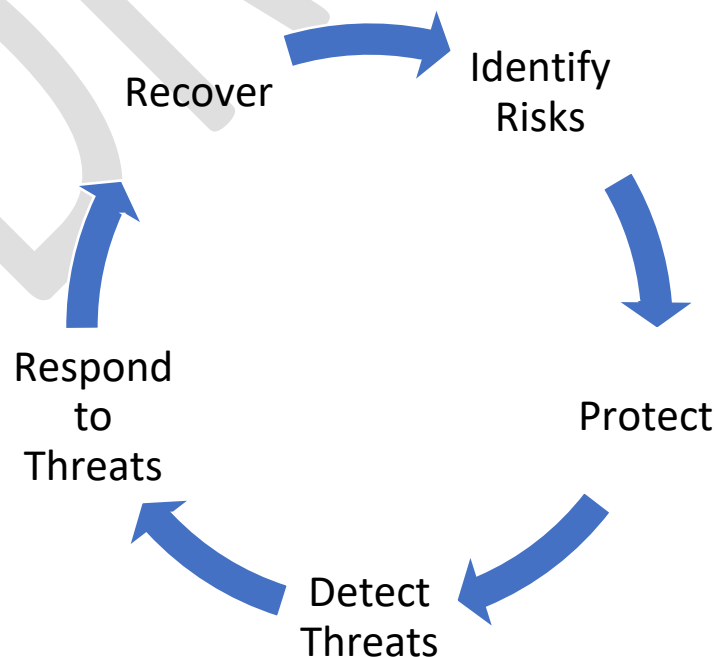 Recover
Identify
Risks
Protect
Detect
Threats
Respond
to
Threats